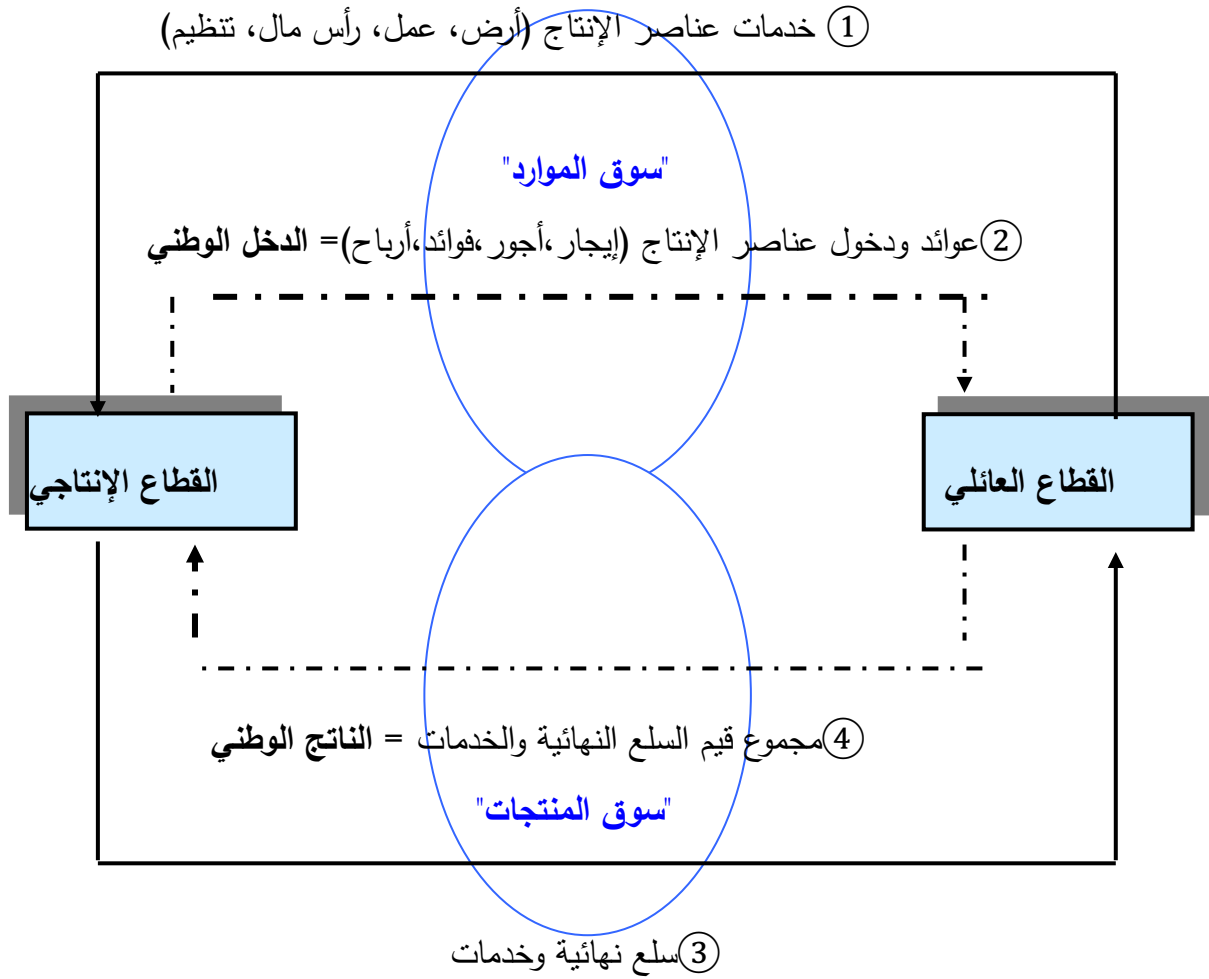 ① خدمات عناصر الإنتاج (أرض، عمل، رأس مال، تنظيم)
"سوق الموارد"
②عوائد ودخول عناصر الإنتاج (إيجار،أجور،فوائد،أرباح)= الدخل الوطني
القطاع العائلي
القطاع الإنتاجي
④مجموع قيم السلع النهائية والخدمات = الناتج الوطني
"سوق المنتجات"
③سلع نهائية وخدمات